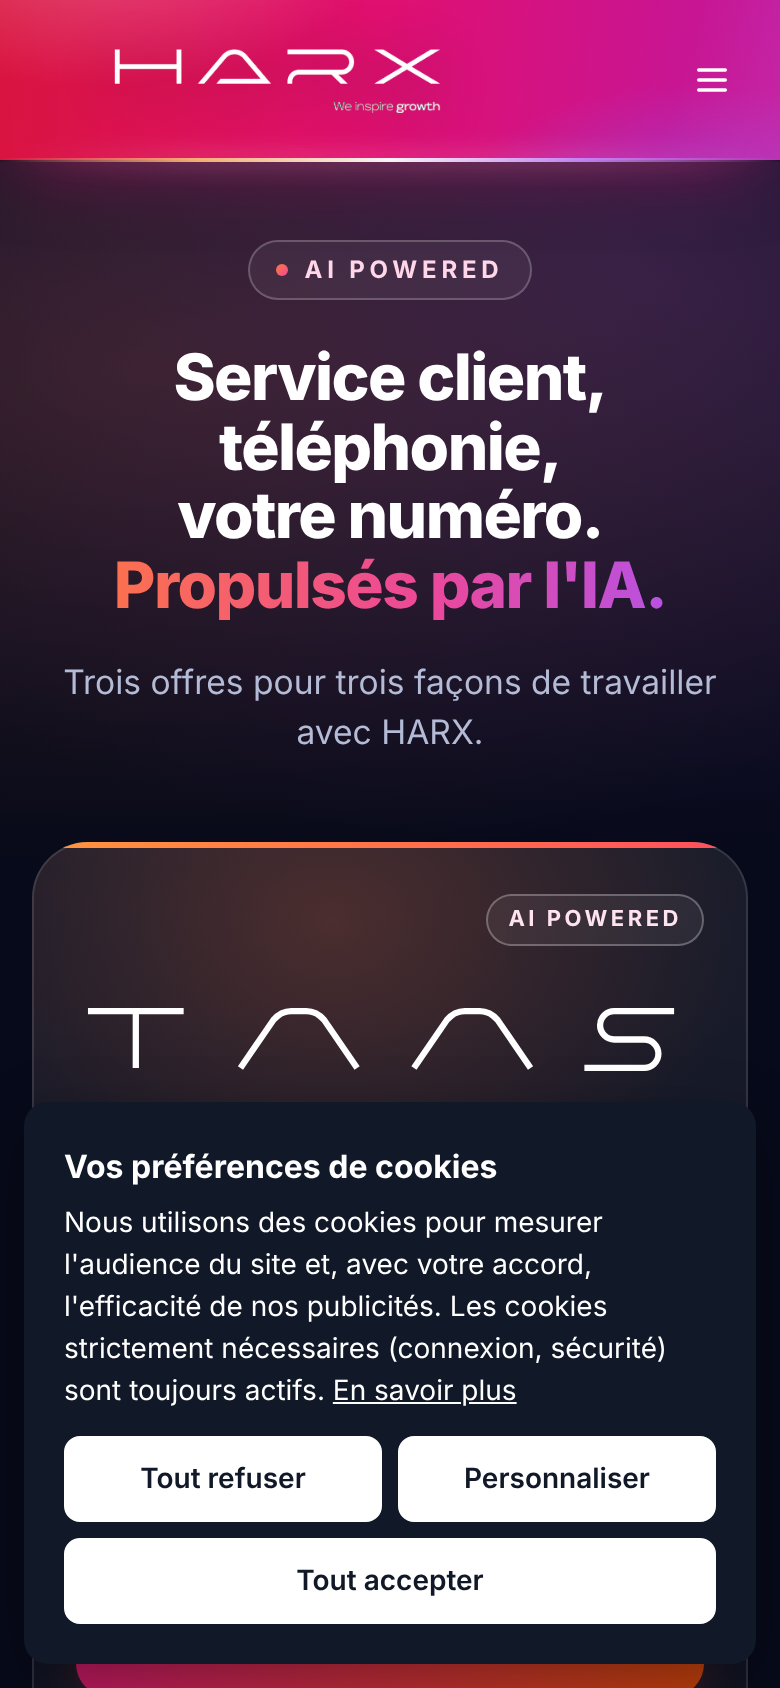 HARX
We inspire growth
AI POWERED
Service client,
téléphonie,
votre numéro.
Propulsés par l'IA.
Trois offres pour trois façons de travailler
avec HARX.
AI POWERED
TAAS
Vos préférences de cookies
Nous utilisons des cookies pour mesurer
l'audience du site et, avec votre accord,
l'efficacité de nos publicités. Les cookies
strictement nécessaires (connexion, sécurité)
sont toujours actifs. En savoir plus
Tout refuser
Personnaliser
Tout accepter